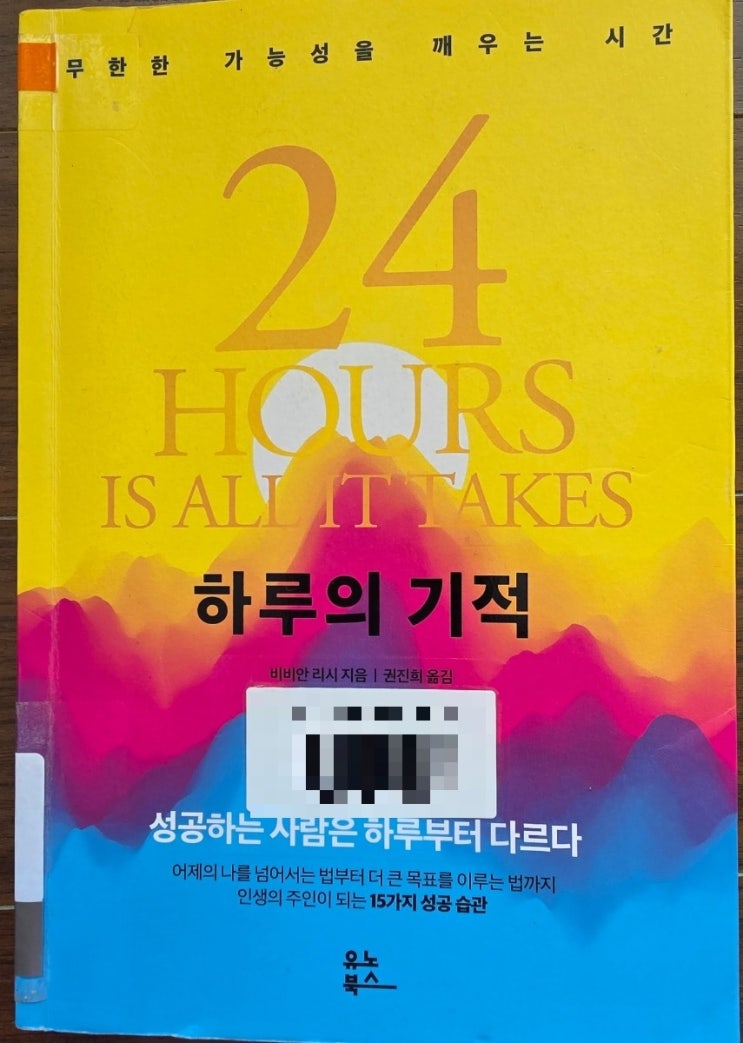 무한한 가능성을 깨우는 시간
24
HOURS
IS ALL IT TAKES
하루의 기적
비비안 리시 지음 | 권진희 옮김
성공하는 사람은 하루부터 다르다
어제의 나를 넘어서는 법부터 더 큰 목표를 이루는 법까지
인생의 주인이 되는 15가지 성공 습관
유노
북스